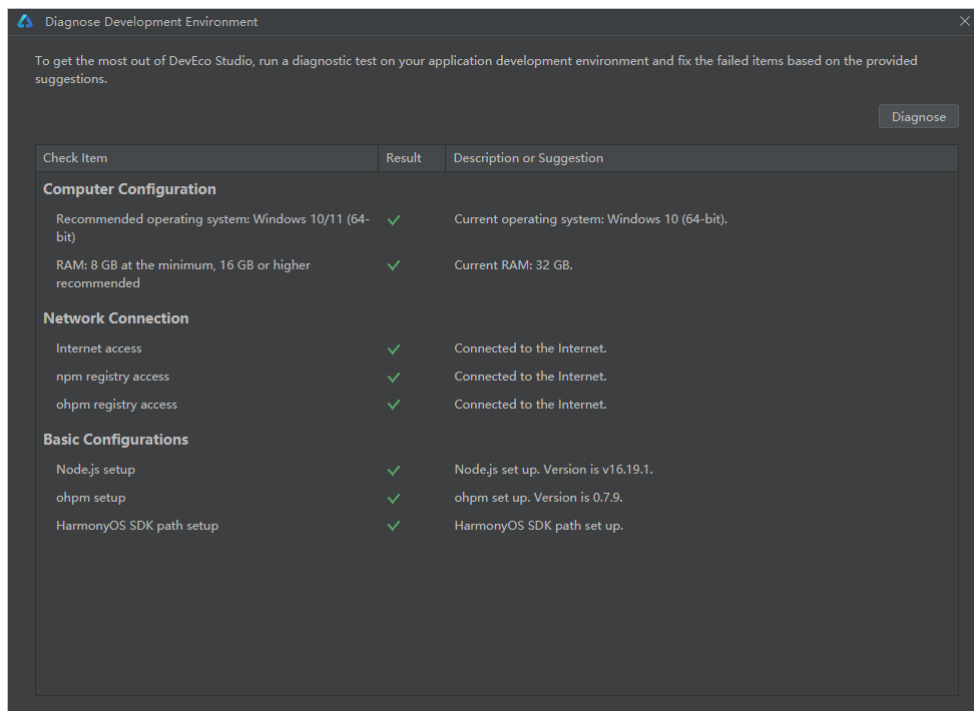 Diagnose Development Environment
To get the most out of DevEco Studio, run a diagnostic test on your application development environment and fix the failed items based on the provided
suggestions.
Diagnose
Check Item Result Description or Suggestion
Computer Configuration
Recommended operating system: Windows 10/11 (64-
bit)
Current operating system: Windows 10 (64-bit).
RAM: 8 GB at the minimum, 16 GB or higher
recommended
Current RAM: 32 GB.
Network Connection
Internet access Connected to the Internet.
npm registry access Connected to the Internet.
ohpm registry access Connected to the Internet.
Basic Configurations
Node.js setup Node.js set up. Version is v16.19.1.
ohpm setup ohpm set up. Version is 0.7.9.
HarmonyOS SDK path setup HarmonyOS SDK path set up.